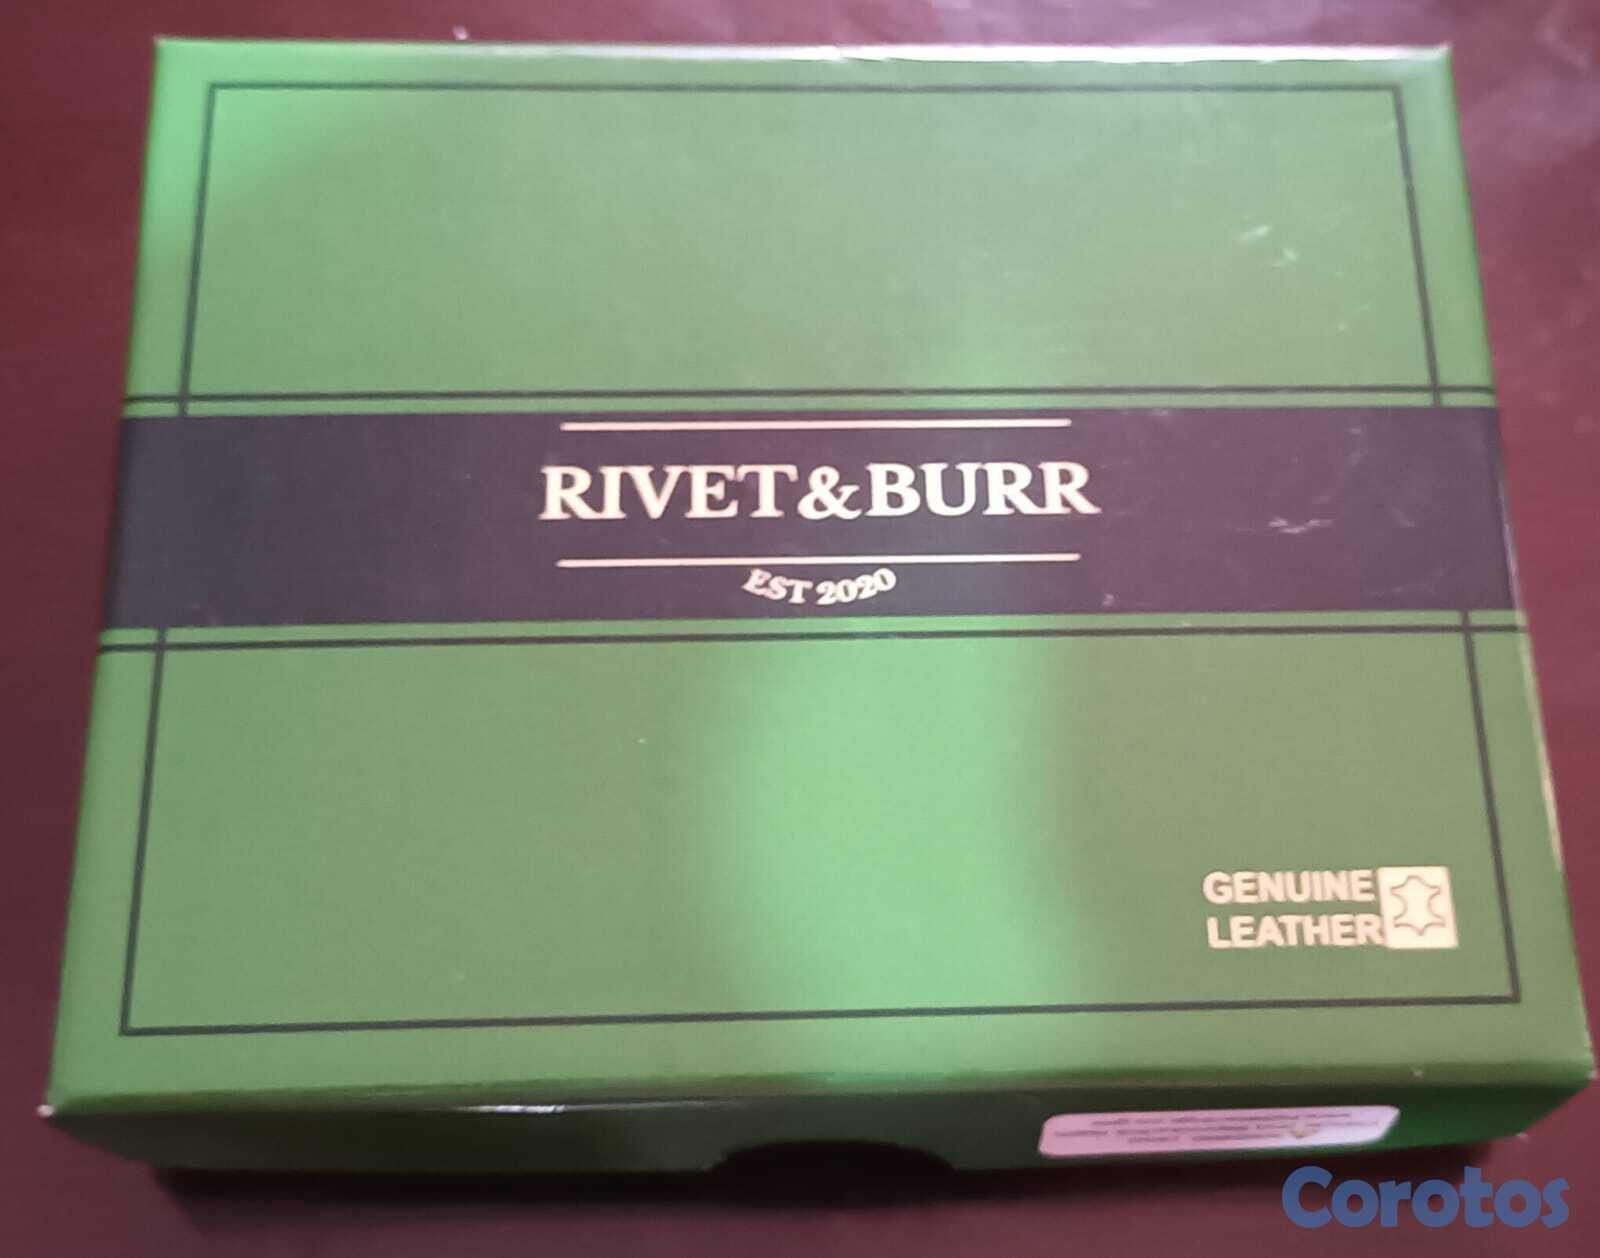 RIVET&BURR
EST 2020
GENUINE
LEATHER
Corotos